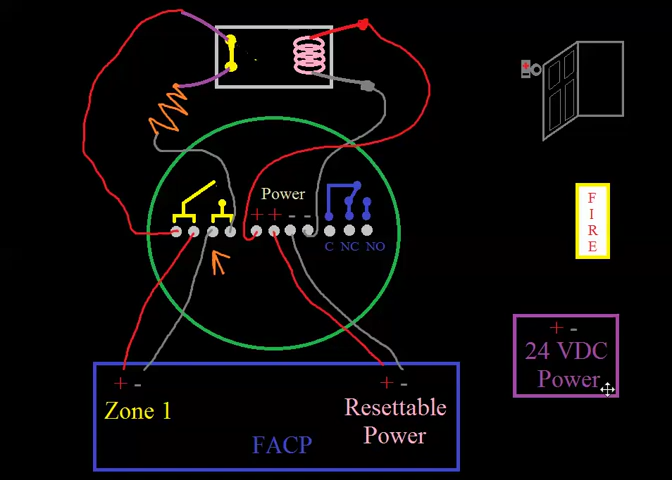 Power
+ + - -
C NC NO
F
I
R
E
+ -
24 VDC
Power
+ -
Zone 1
+ -
Resettable
Power
FACP